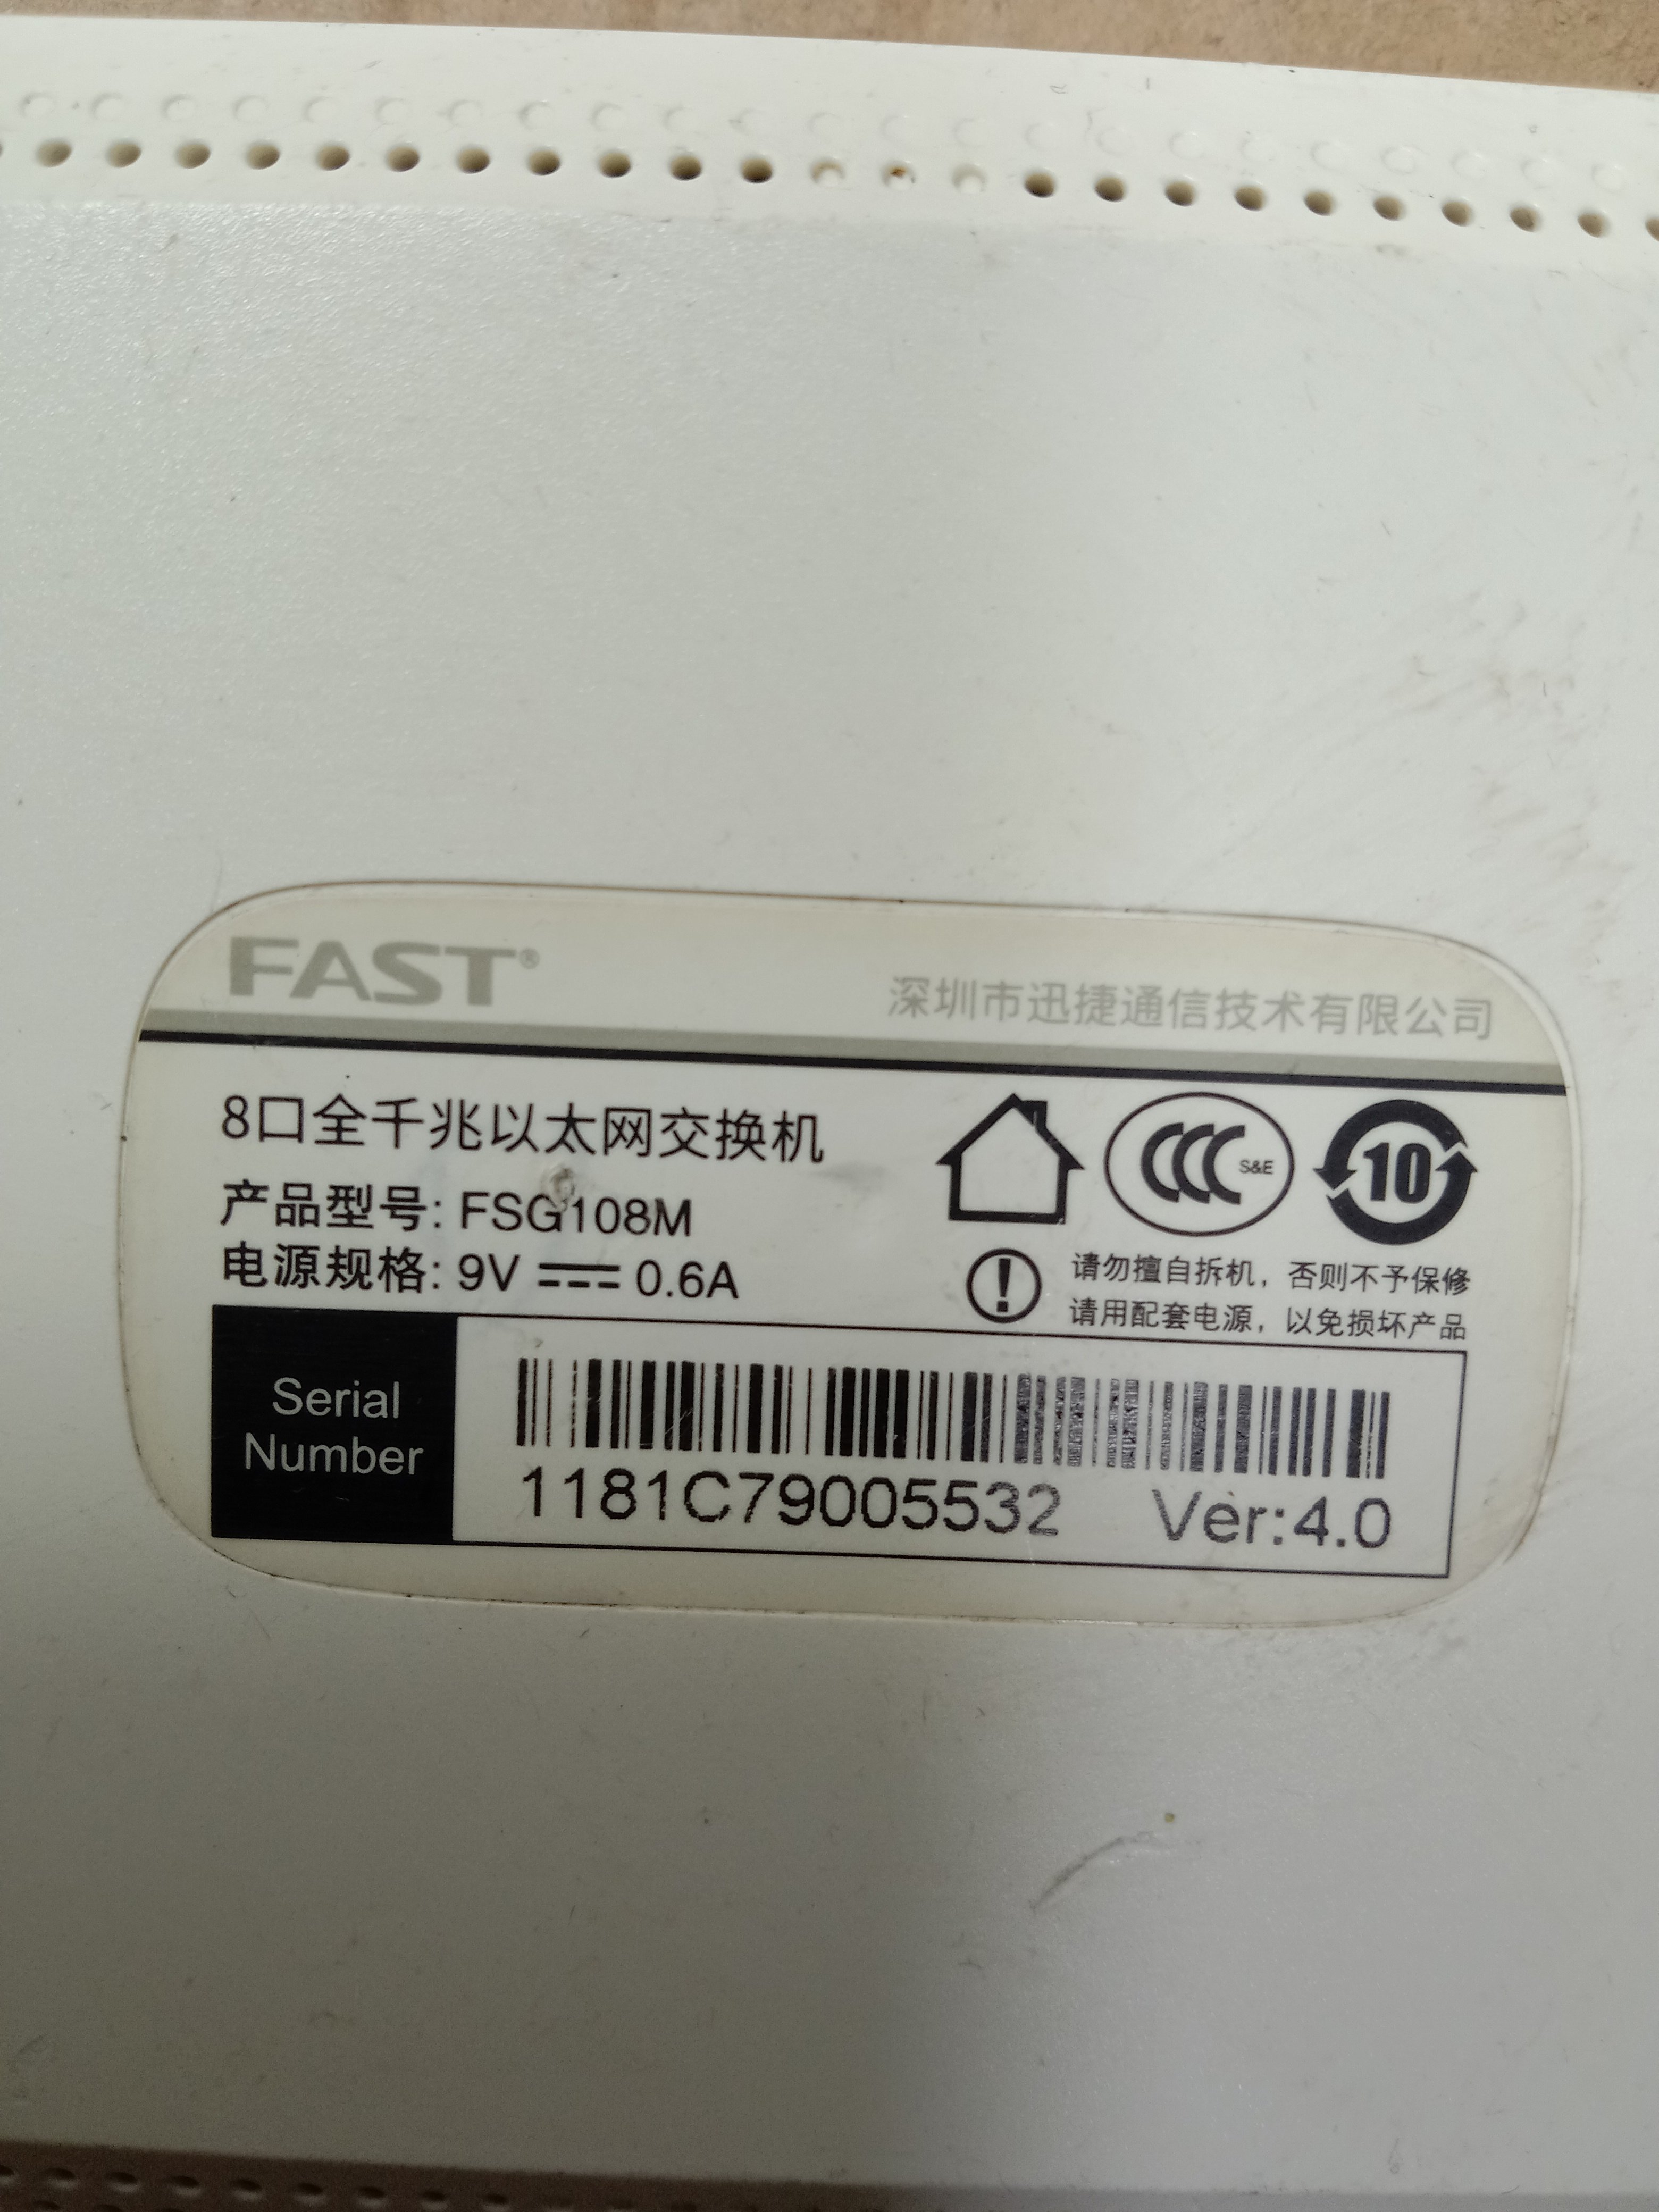 FAST®
深圳市迅捷通信技术有限公司
8口全千兆以太网交换机
产品型号: FSG108M
电源规格: 9V ⎓ 0.6A
CCC S&E
10
请勿擅自拆机，否则不予保修
请用配套电源，以免损坏产品
Serial
Number
1181C79005532 Ver:4.0